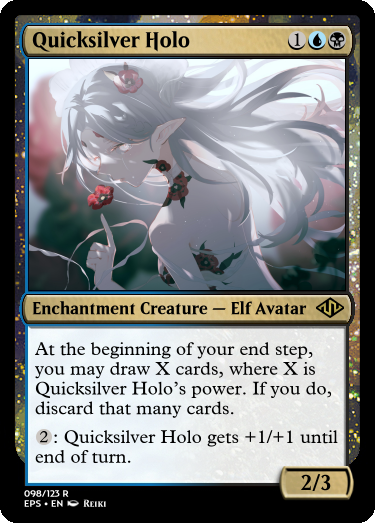 Quicksilver Holo 1
Enchantment Creature — Elf Avatar
At the beginning of your end step,
you may draw X cards, where X is
Quicksilver Holo's power. If you do,
discard that many cards.
2: Quicksilver Holo gets +1/+1 until
end of turn.
2/3
098/123 R
EPS • EN Reiki